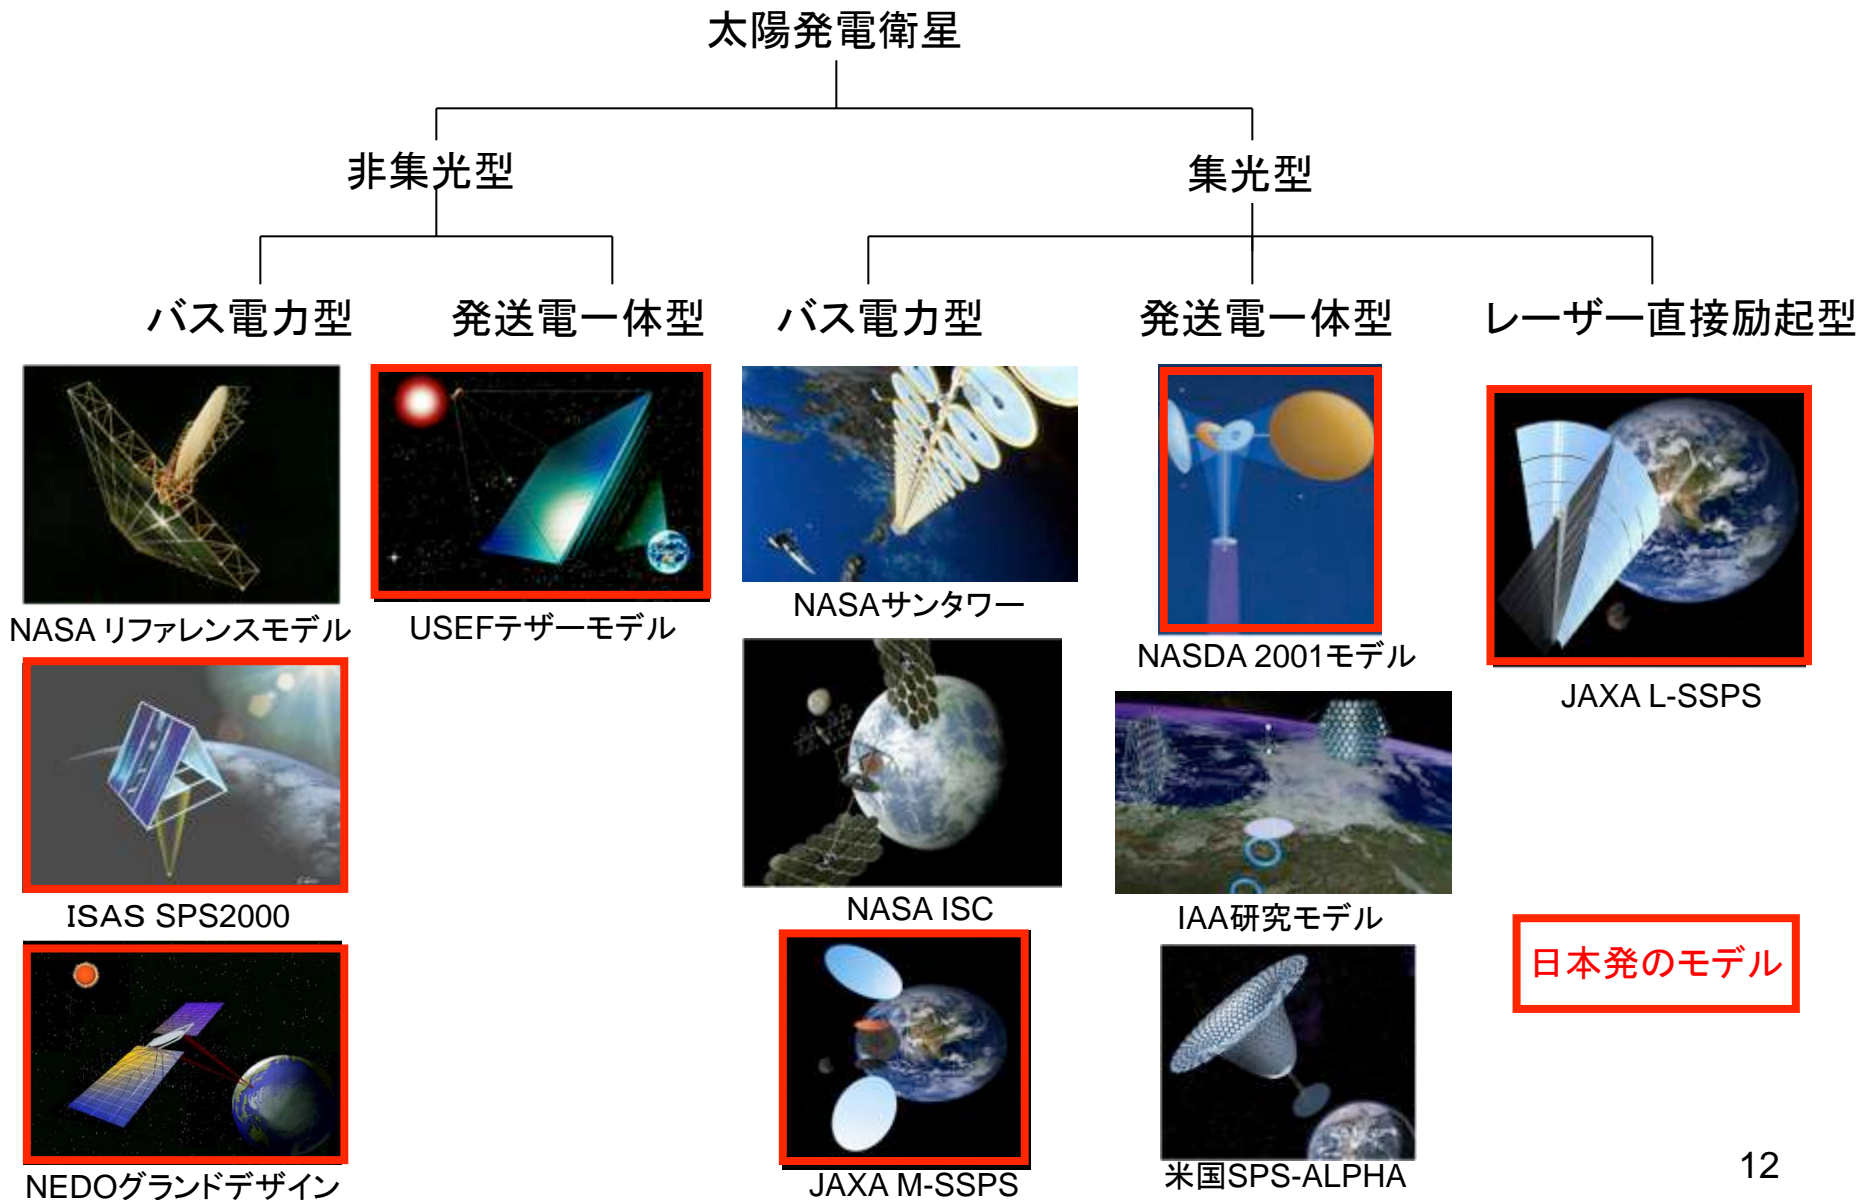 太陽発電衛星
非集光型
集光型
バス電力型
発送電一体型
バス電力型
発送電一体型
レーザー直接励起型
NASA リファレンスモデル
USEFテザーモデル
NASAサンタワー
NASDA 2001モデル
JAXA L-SSPS
ISAS SPS2000
NASA ISC
IAA研究モデル
日本発のモデル
NEDOグランドデザイン
JAXA M-SSPS
米国SPS-ALPHA
12